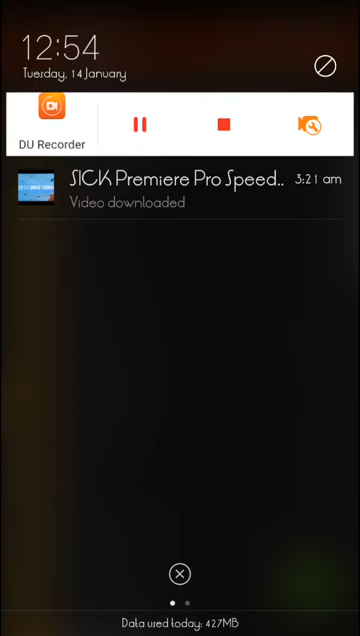 12:54
Tuesday, 14 January
DU Recorder
SICK Premiere Pro Speed..
3:21 am
Video downloaded
Data used today: 427MB